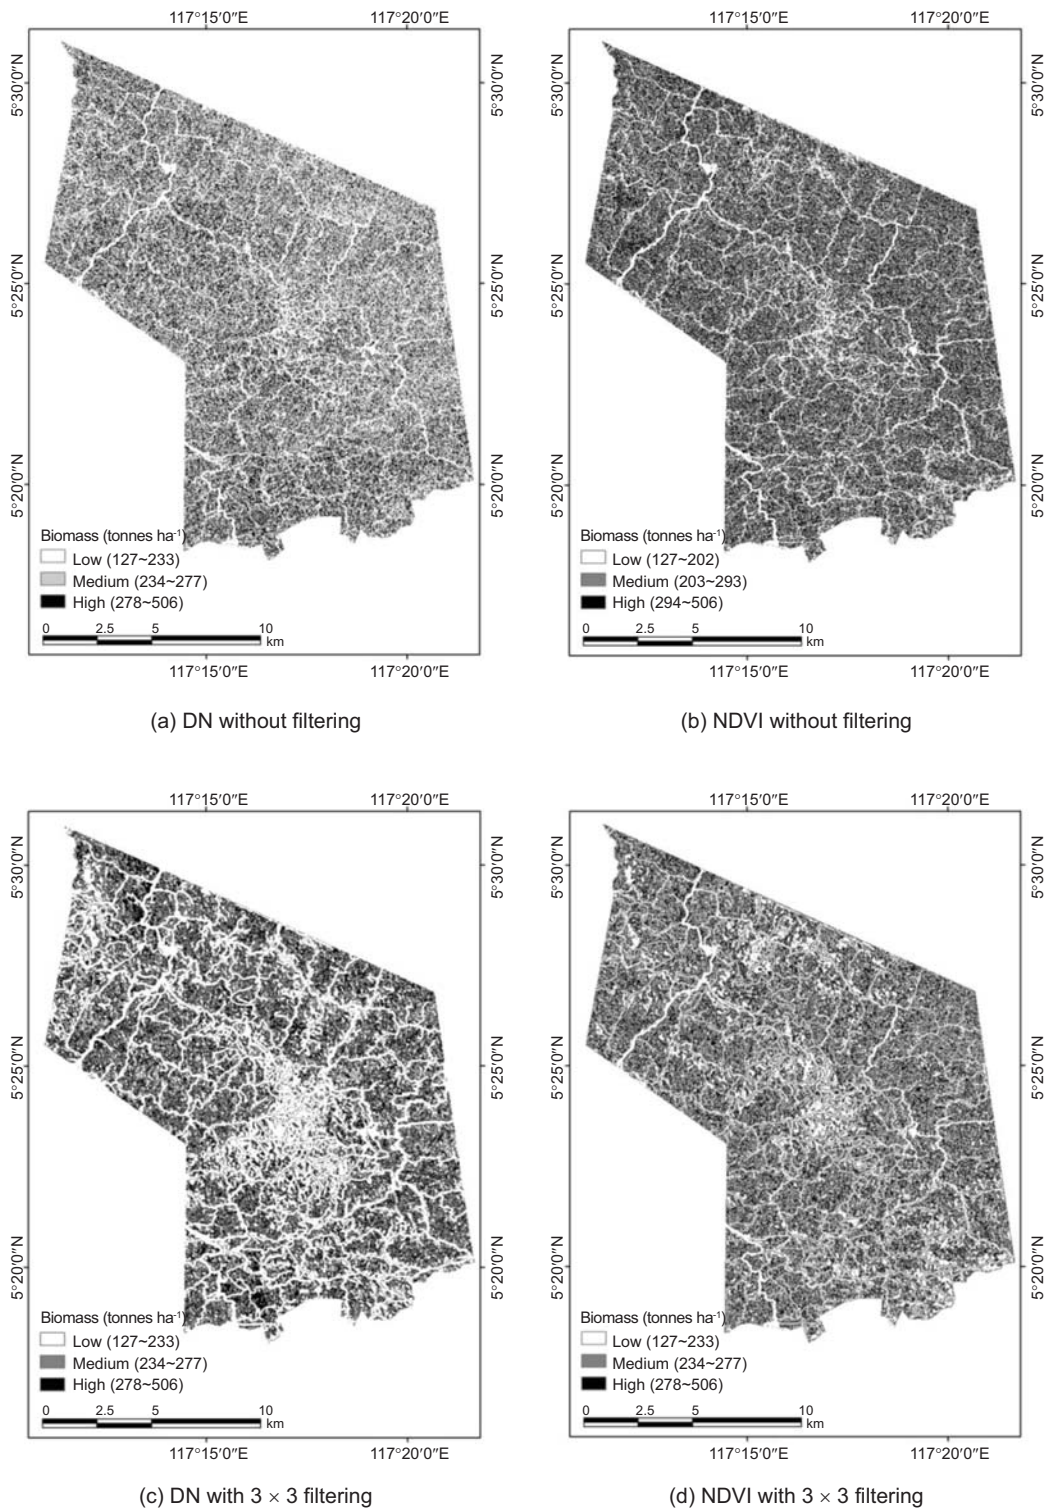 117°15′0″E 117°20′0″E 117°15′0″E 117°20′0″E
5°30′0″N 5°30′0″N 5°30′0″N 5°30′0″N
5°25′0″N 5°25′0″N 5°25′0″N 5°25′0″N
5°20′0″N 5°20′0″N 5°20′0″N 5°20′0″N
Biomass (tonnes ha⁻¹)
Low (127~233)
Medium (234~277)
High (278~506)
0 2.5 5 10
km
Biomass (tonnes ha⁻¹)
Low (127~202)
Medium (203~293)
High (294~506)
0 2.5 5 10
km
117°15′0″E 117°20′0″E 117°15′0″E 117°20′0″E
(a) DN without filtering
(b) NDVI without filtering
117°15′0″E 117°20′0″E 117°15′0″E 117°20′0″E
5°30′0″N 5°30′0″N 5°30′0″N 5°30′0″N
5°25′0″N 5°25′0″N 5°25′0″N 5°25′0″N
5°20′0″N 5°20′0″N 5°20′0″N 5°20′0″N
Biomass (tonnes ha⁻¹)
Low (127~233)
Medium (234~277)
High (278~506)
0 2.5 5 10
km
Biomass (tonnes ha⁻¹)
Low (127~233)
Medium (234~277)
High (278~506)
0 2.5 5 10
km
117°15′0″E 117°20′0″E 117°15′0″E 117°20′0″E
(c) DN with 3 × 3 filtering
(d) NDVI with 3 × 3 filtering